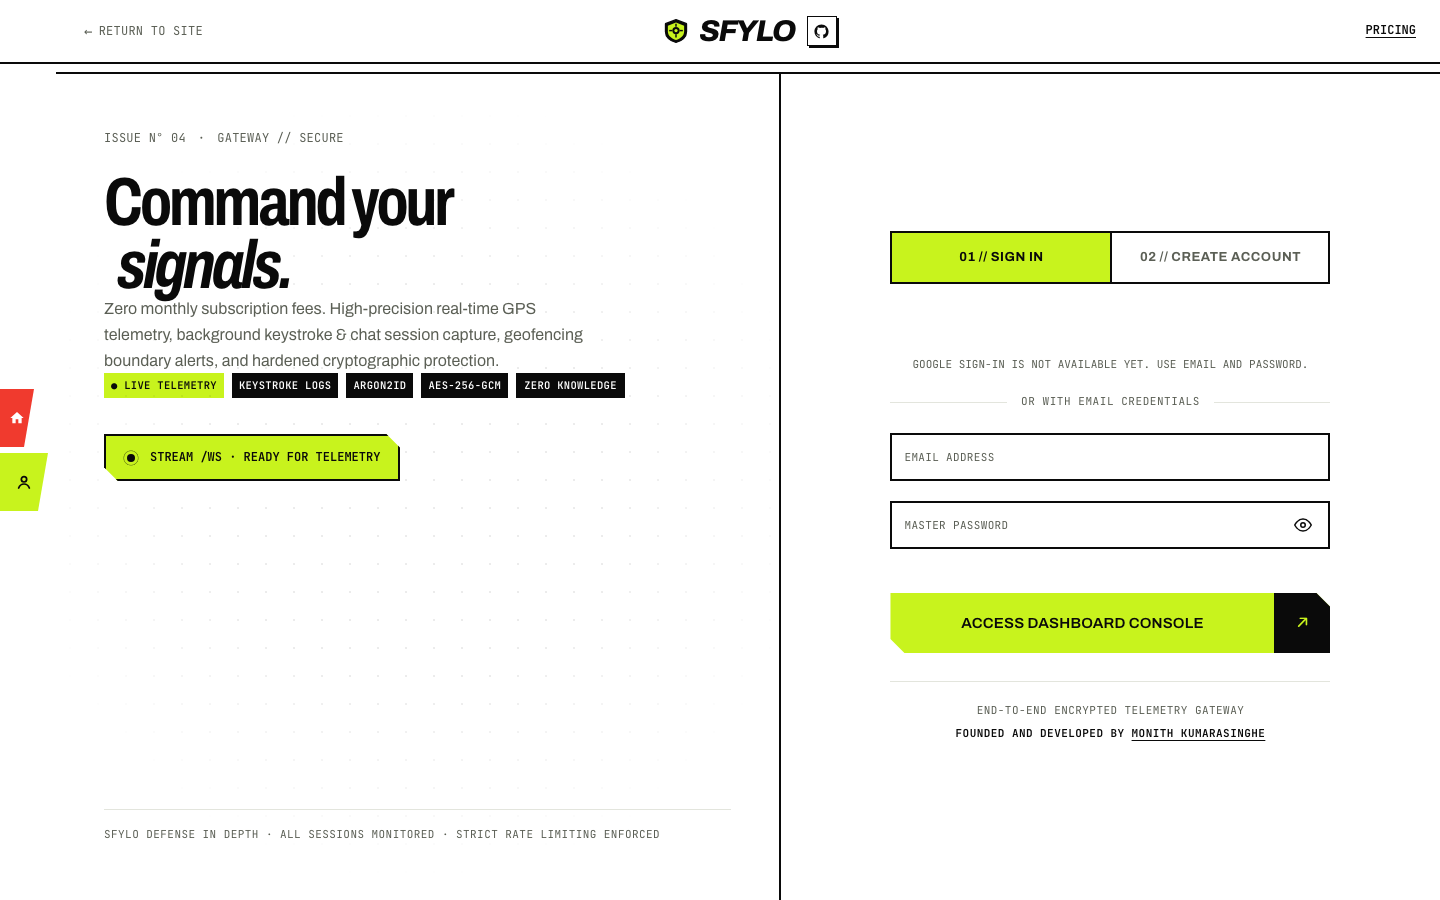 ← RETURN TO SITE
SFYLO
PRICING
ISSUE N° 04 · GATEWAY // SECURE
Command your
signals.
Zero monthly subscription fees. High-precision real-time GPS
telemetry, background keystroke & chat session capture, geofencing
boundary alerts, and hardened cryptographic protection.
● LIVE TELEMETRY KEYSTROKE LOGS ARGON2ID AES-256-GCM ZERO KNOWLEDGE
STREAM /WS · READY FOR TELEMETRY
SFYLO DEFENSE IN DEPTH · ALL SESSIONS MONITORED · STRICT RATE LIMITING ENFORCED
01 // SIGN IN
02 // CREATE ACCOUNT
GOOGLE SIGN-IN IS NOT AVAILABLE YET. USE EMAIL AND PASSWORD.
OR WITH EMAIL CREDENTIALS
EMAIL ADDRESS
MASTER PASSWORD
ACCESS DASHBOARD CONSOLE
END-TO-END ENCRYPTED TELEMETRY GATEWAY
FOUNDED AND DEVELOPED BY MONITH KUMARASINGHE